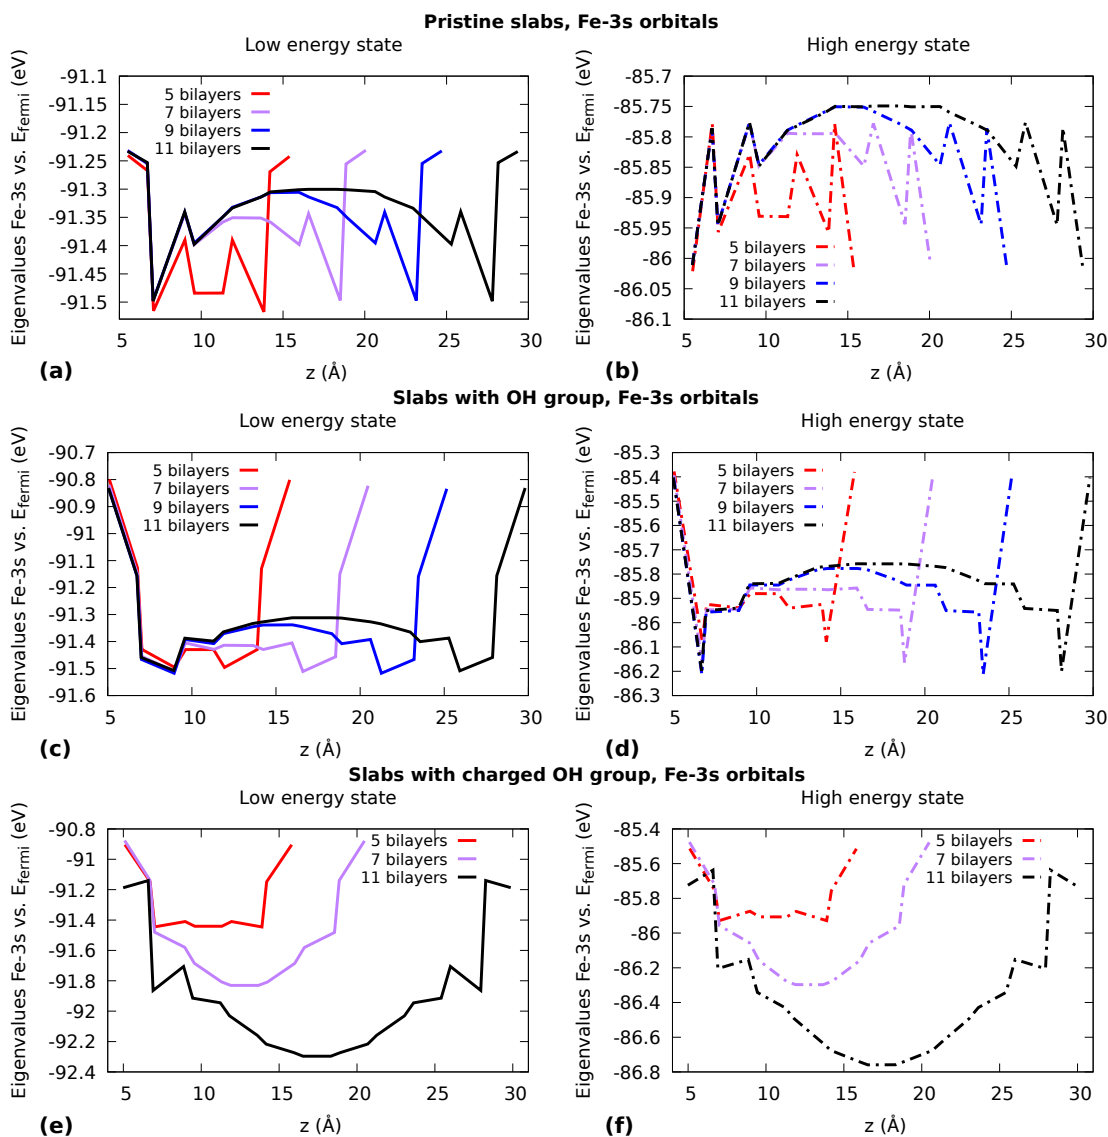 Pristine slabs, Fe-3s orbitals
Low energy state
Eigenvalues Fe-3s vs. E_fermi (eV)
-91.1
-91.15
-91.2
-91.25
-91.3
-91.35
-91.4
-91.45
-91.5
5 bilayers
7 bilayers
9 bilayers
11 bilayers
5 10 15 20 25 30
z (Å)
(a)
High energy state
Eigenvalues Fe-3s vs. E_fermi (eV)
-85.7
-85.75
-85.8
-85.85
-85.9
-85.95
-86
-86.05
-86.1
5 bilayers
7 bilayers
9 bilayers
11 bilayers
5 10 15 20 25 30
z (Å)
(b)
Slabs with OH group, Fe-3s orbitals
Low energy state
Eigenvalues Fe-3s vs. E_fermi (eV)
-90.7
-90.8
-90.9
-91
-91.1
-91.2
-91.3
-91.4
-91.5
-91.6
5 bilayers
7 bilayers
9 bilayers
11 bilayers
5 10 15 20 25 30
z (Å)
(c)
High energy state
Eigenvalues Fe-3s vs. E_fermi (eV)
-85.3
-85.4
-85.5
-85.6
-85.7
-85.8
-85.9
-86
-86.1
-86.2
-86.3
5 bilayers
7 bilayers
9 bilayers
11 bilayers
5 10 15 20 25 30
z (Å)
(d)
Slabs with charged OH group, Fe-3s orbitals
Low energy state
Eigenvalues Fe-3s vs. E_fermi (eV)
-90.8
-91
-91.2
-91.4
-91.6
-91.8
-92
-92.2
-92.4
5 bilayers
7 bilayers
11 bilayers
5 10 15 20 25 30
z (Å)
(e)
High energy state
Eigenvalues Fe-3s vs. E_fermi (eV)
-85.4
-85.6
-85.8
-86
-86.2
-86.4
-86.6
-86.8
5 bilayers
7 bilayers
11 bilayers
5 10 15 20 25 30
z (Å)
(f)